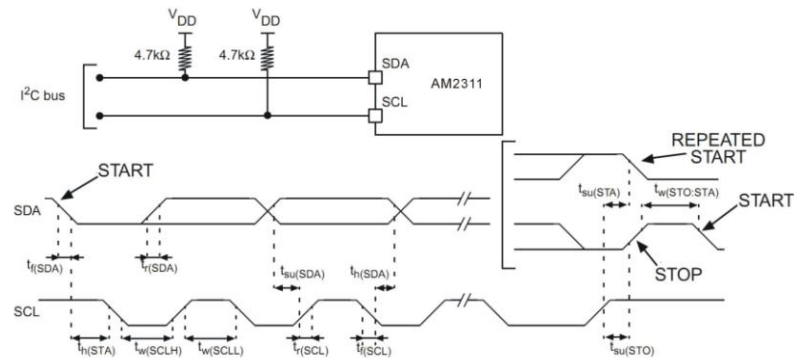 VDD VDD
4.7kΩ 4.7kΩ
SDA
AM2311
I²C bus
SCL
REPEATED
START
START
tsu(STA) tw(STO:STA)
START
SDA
tf(SDA) tr(SDA)
tsu(SDA) th(SDA)
STOP
SCL
th(STA) tw(SCLH) tw(SCLL) tr(SCL) tf(SCL) tsu(STO)